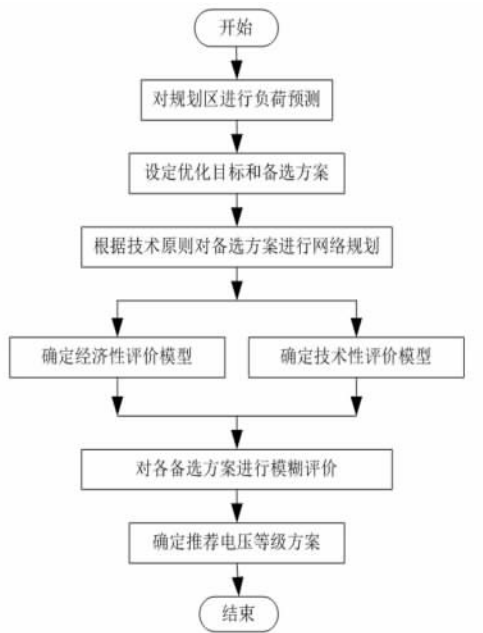 开始
对规划区进行负荷预测
设定优化目标和备选方案
根据技术原则对备选方案进行网络规划
确定经济性评价模型
确定技术性评价模型
对各备选方案进行模糊评价
确定推荐电压等级方案
结束